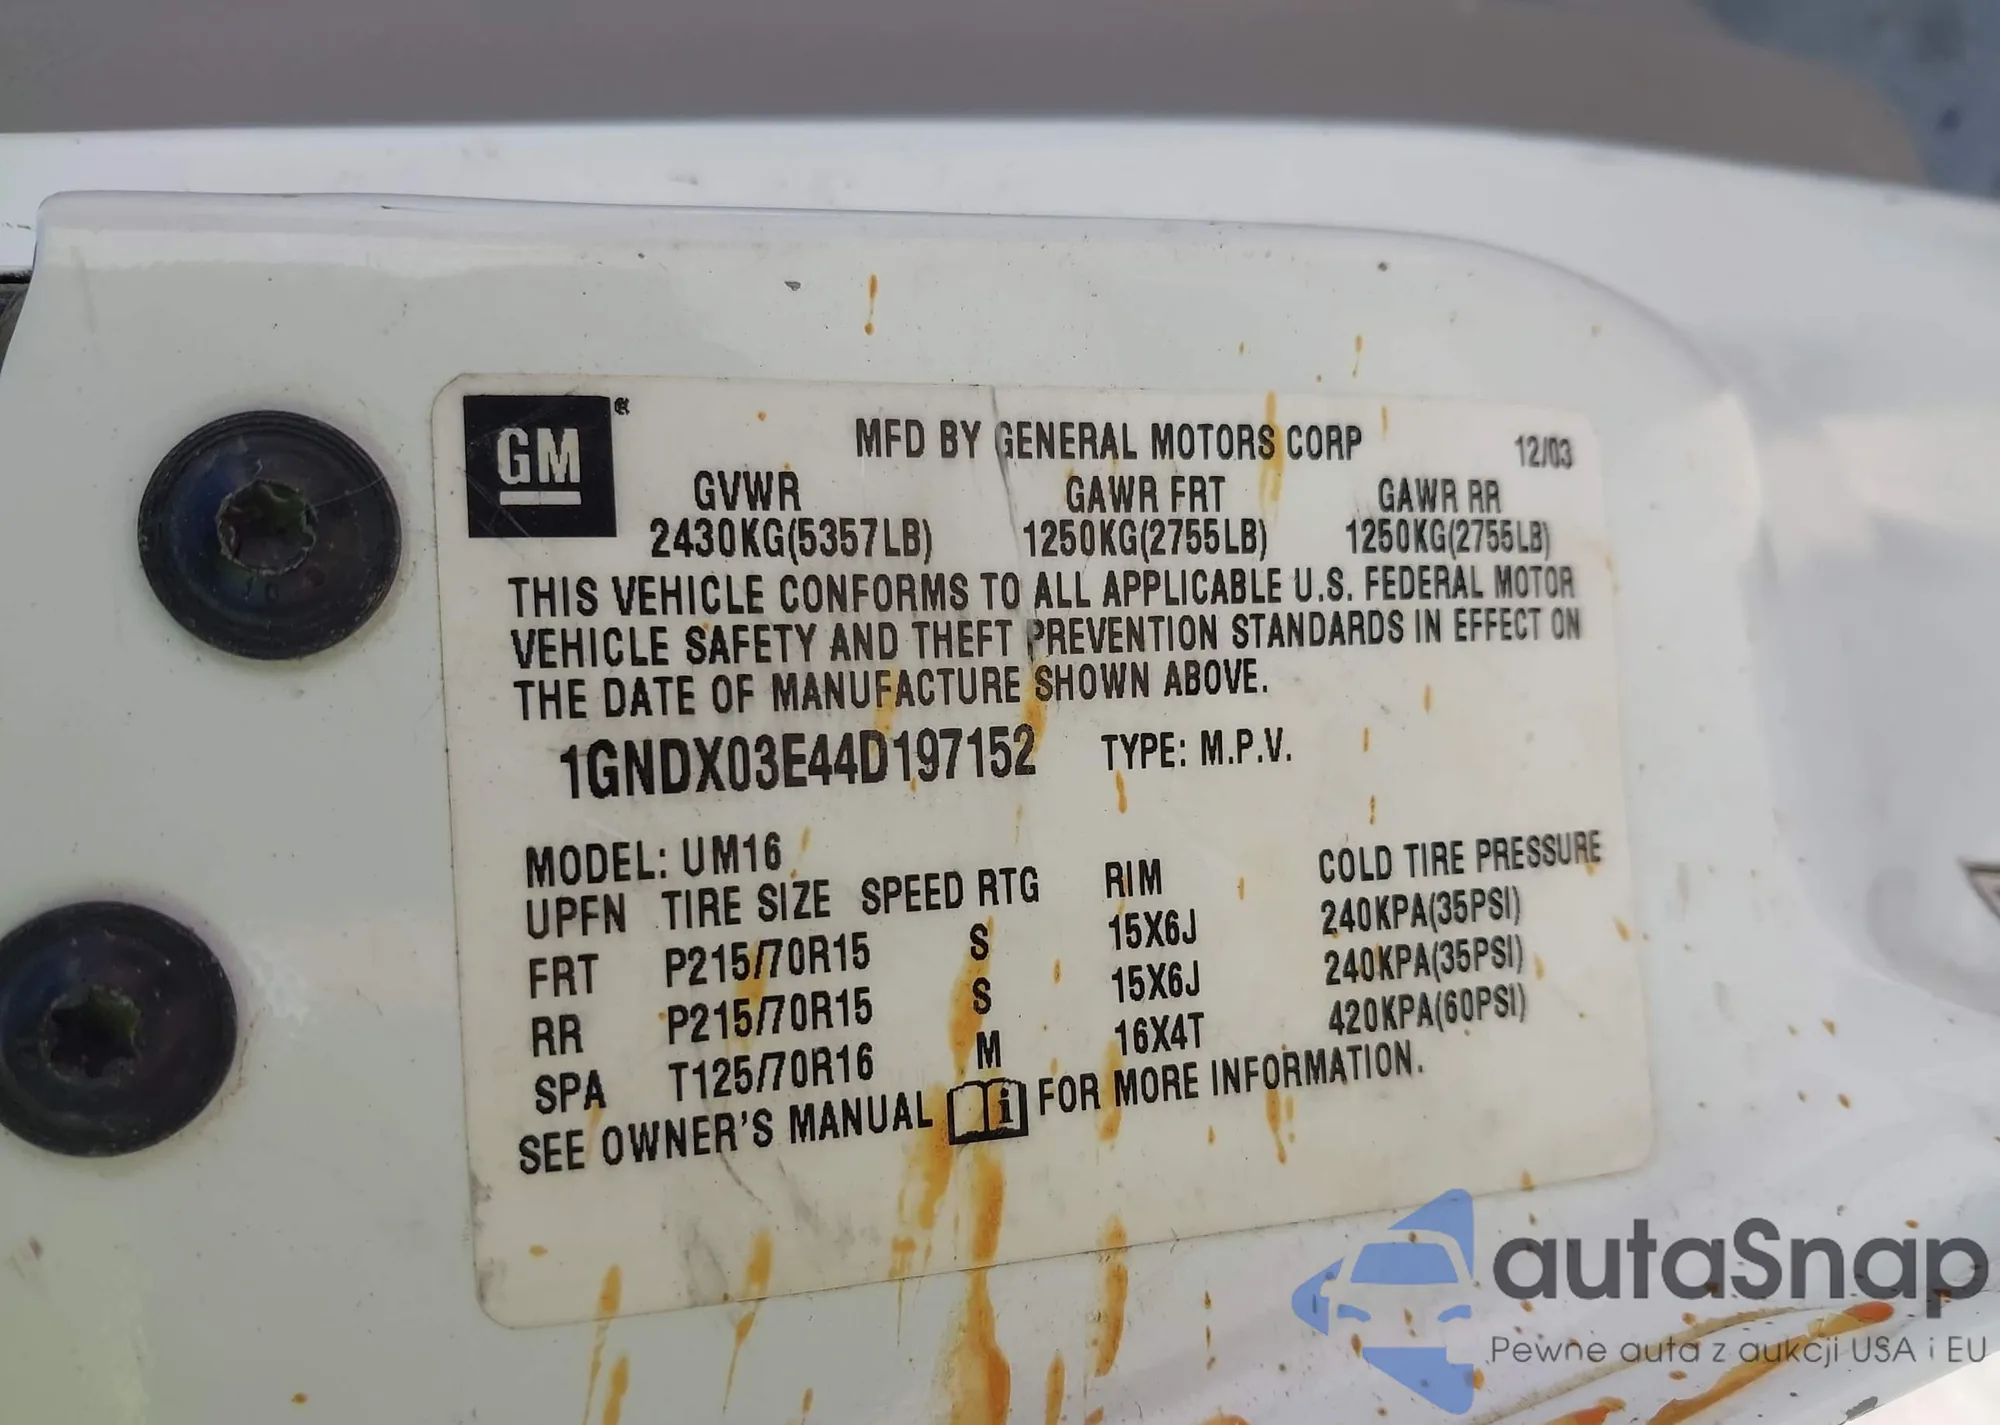 GM ®
MFD BY GENERAL MOTORS CORP 12/03
GVWR GAWR FRT GAWR RR
2430KG(5357LB) 1250KG(2755LB) 1250KG(2755LB)
THIS VEHICLE CONFORMS TO ALL APPLICABLE U.S. FEDERAL MOTOR
VEHICLE SAFETY AND THEFT PREVENTION STANDARDS IN EFFECT ON
THE DATE OF MANUFACTURE SHOWN ABOVE.
1GNDX03E44D197152 TYPE: M.P.V.
MODEL: UM16
UPFN TIRE SIZE SPEED RTG RIM COLD TIRE PRESSURE
FRT P215/70R15 S 15X6J 240KPA(35PSI)
RR P215/70R15 S 15X6J 240KPA(35PSI)
SPA T125/70R16 M 16X4T 420KPA(60PSI)
SEE OWNER'S MANUAL i FOR MORE INFORMATION.
autaSnap
Pewne auta z aukcji USA i EU